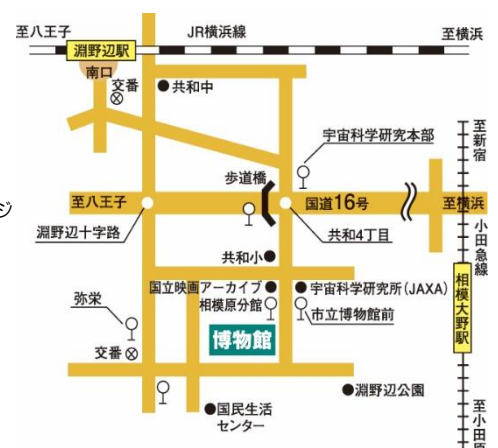 至八王子
JR横浜線
至横浜
淵野辺駅
南口
交番
共和中
至新宿
宇宙科学研究本部
歩道橋
ジ
至八王子
国道16号
至横浜
淵野辺十字路
共和4丁目
小田急線
共和小
国立映画アーカイブ
相模原分館
宇宙科学研究所(JAXA)
市立博物館前
相模大野駅
弥栄
博物館
交番
淵野辺公園
国民生活
センター
至小田原